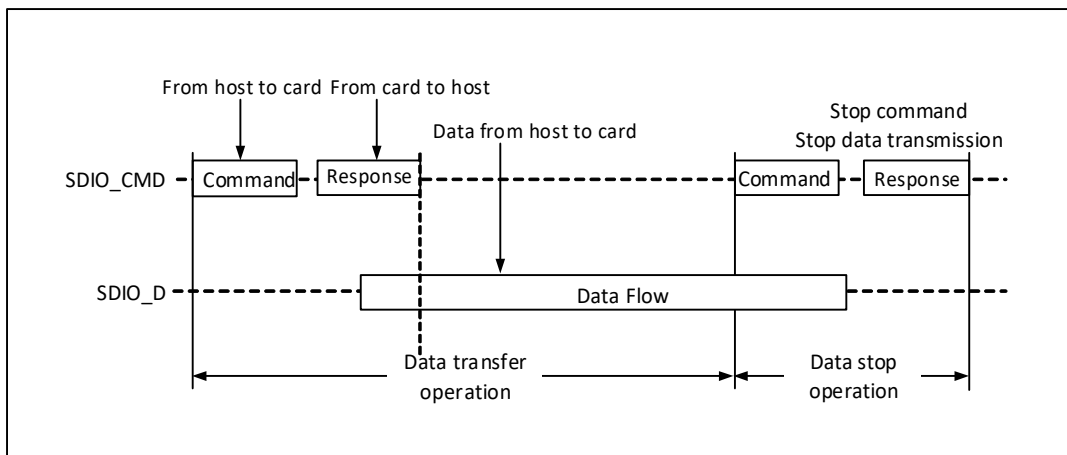 From host to card
From card to host
Data from host to card
Stop command
Stop data transmission
SDIO_CMD
Command
Response
Command
Response
SDIO_D
Data Flow
Data transfer
operation
Data stop
operation